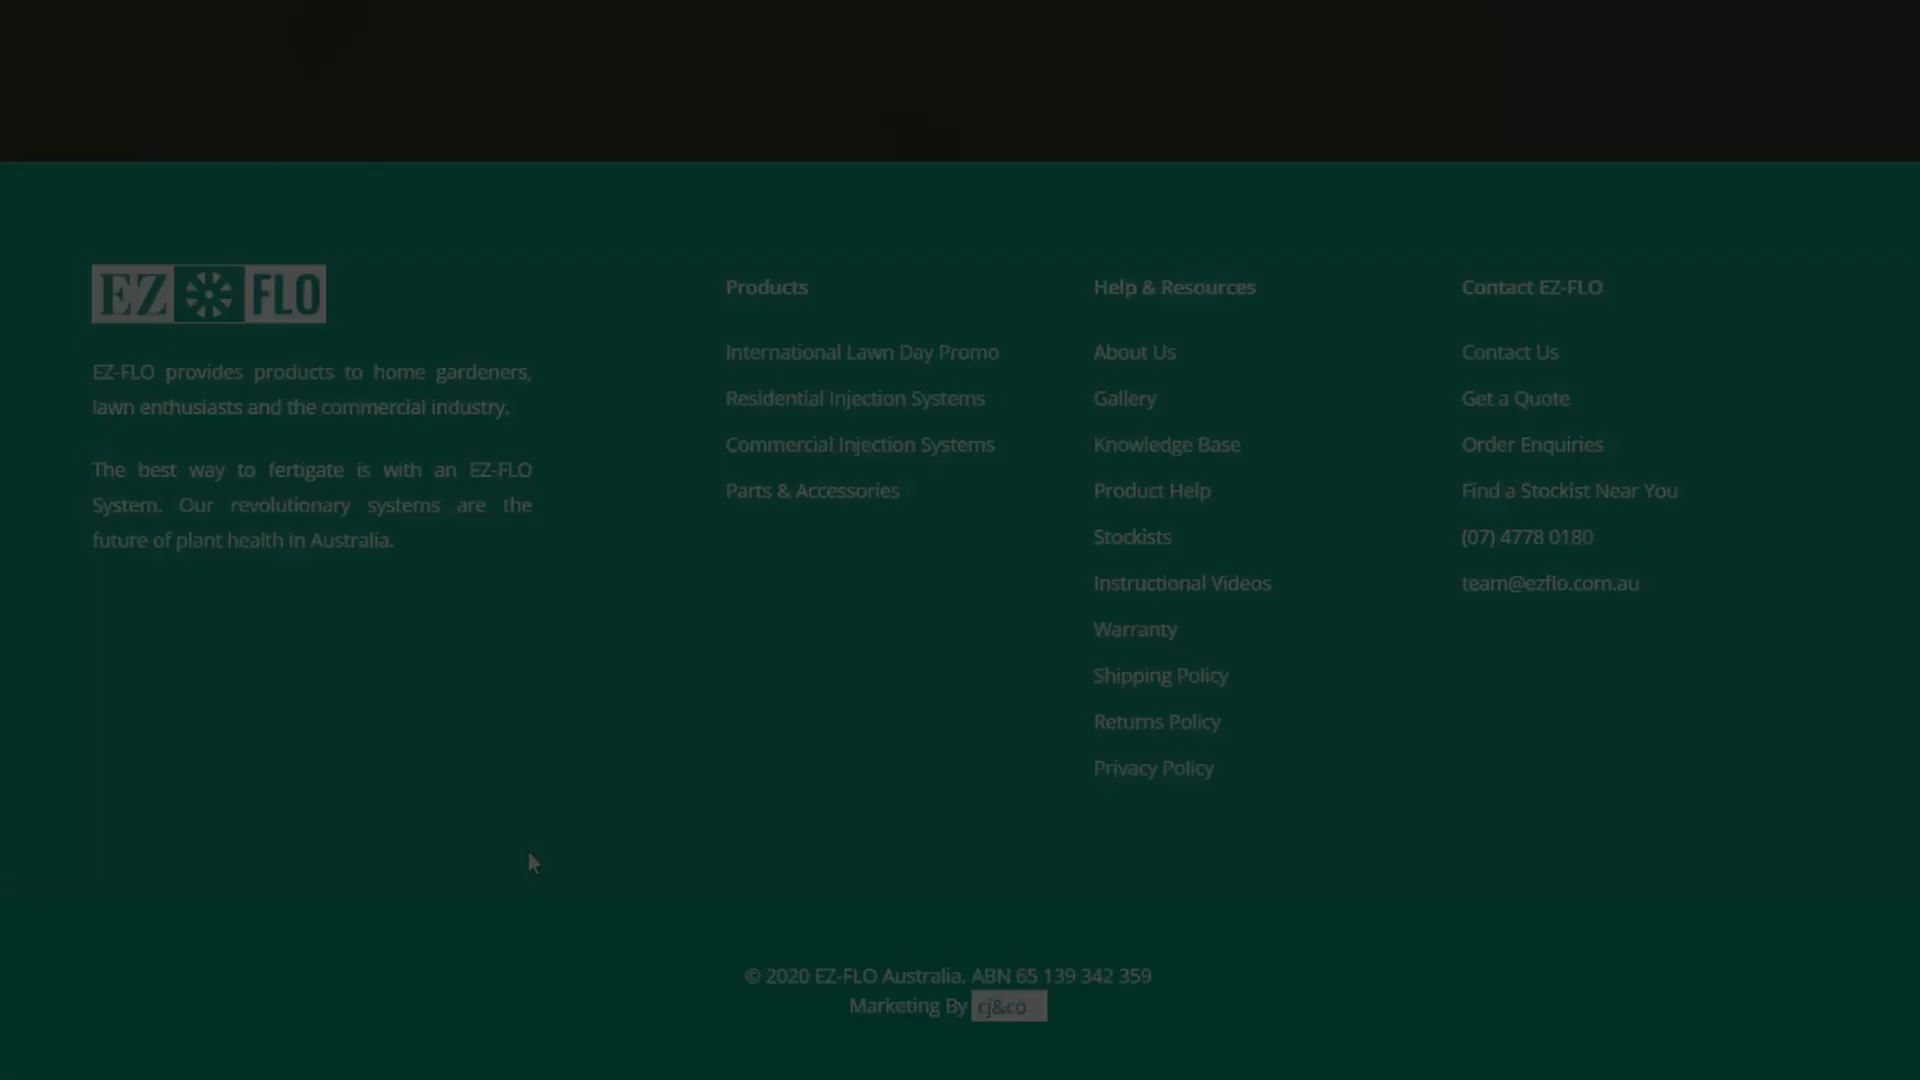 EZ FLO
EZ-FLO provides products to home gardeners,
lawn enthusiasts and the commercial industry.
The best way to fertigate is with an EZ-FLO
System. Our revolutionary systems are the
future of plant health in Australia.
Products
International Lawn Day Promo
Residential Injection Systems
Commercial Injection Systems
Parts & Accessories
Help & Resources
About Us
Gallery
Knowledge Base
Product Help
Stockists
Instructional Videos
Warranty
Shipping Policy
Returns Policy
Privacy Policy
Contact EZ-FLO
Contact Us
Get a Quote
Order Enquiries
Find a Stockist Near You
(07) 4778 0180
team@ezflo.com.au
© 2020 EZ-FLO Australia. ABN 65 139 342 359
Marketing By cj&co